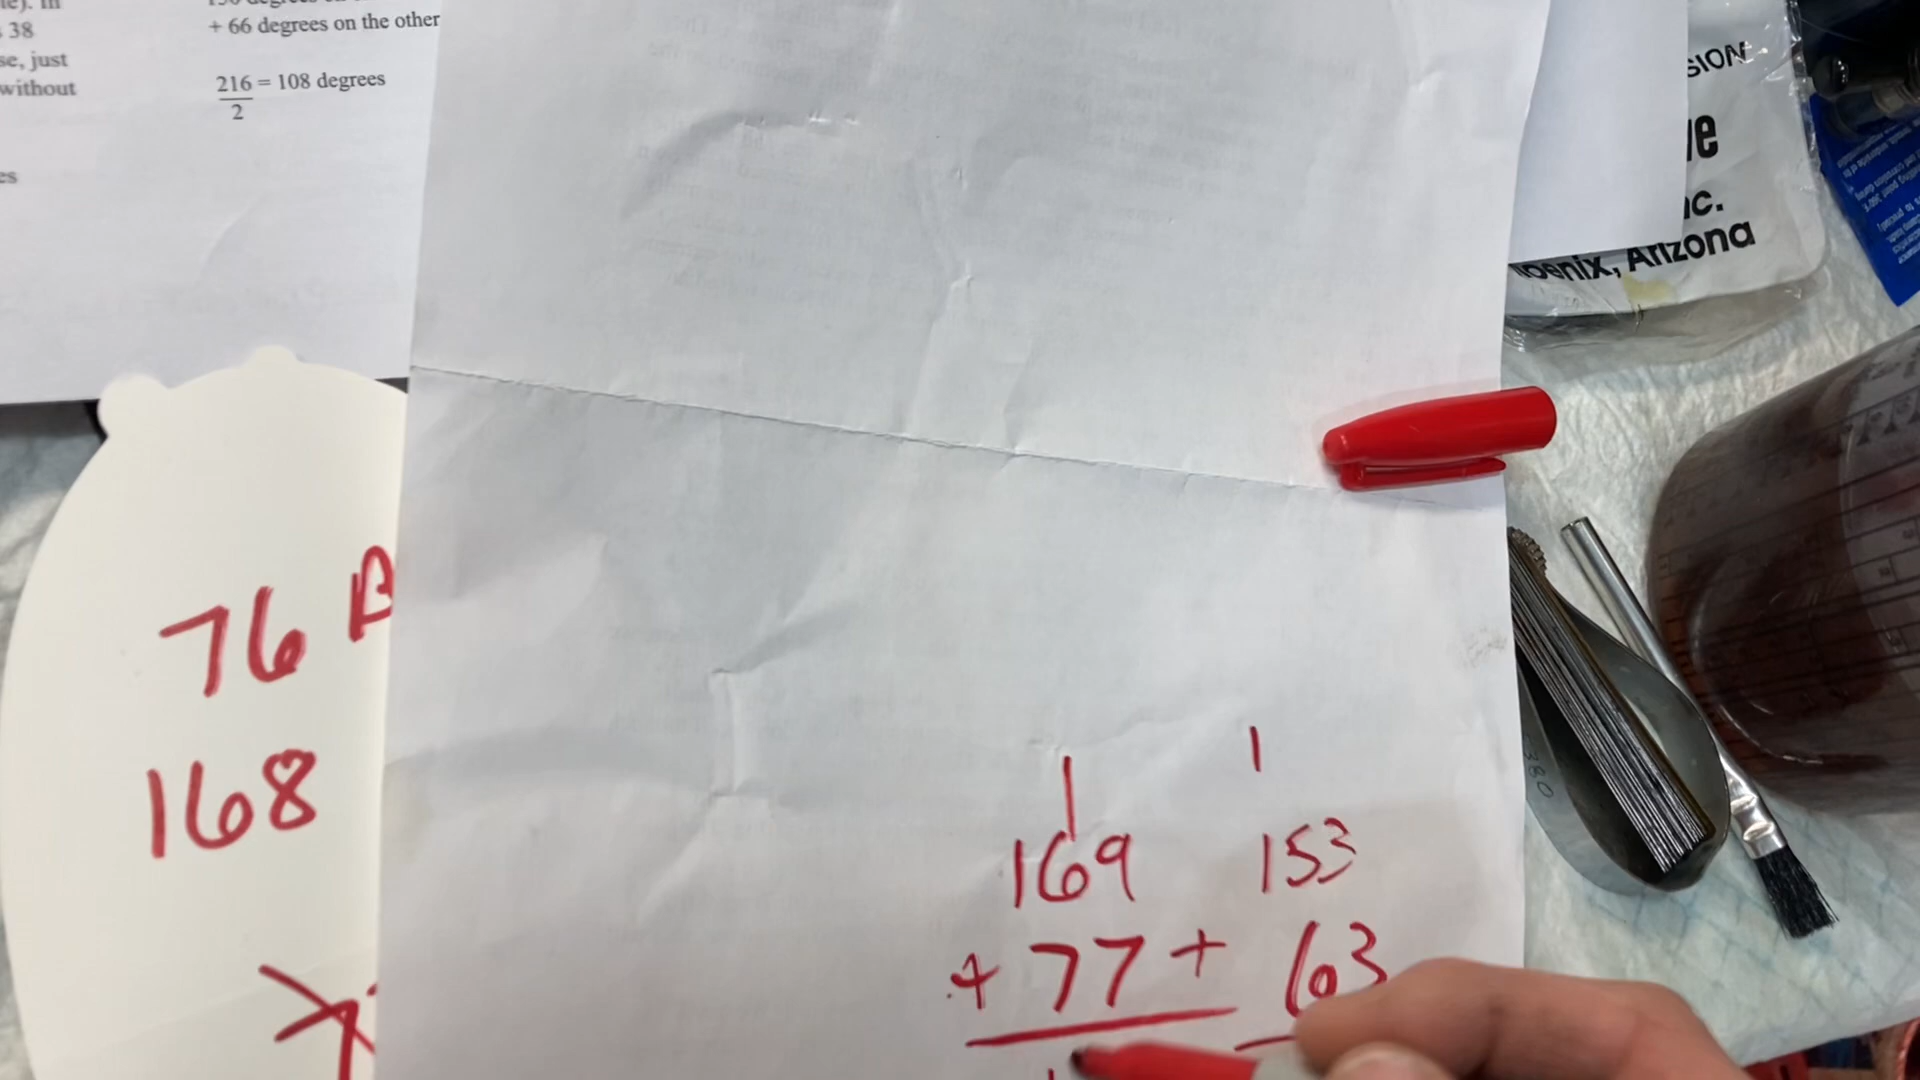 38
se, just
without
es
+ 66 degrees on the other
216 = 108 degrees
2
76 B
168
1 1
169 153
+ 77 + 63
SION
ve
nc.
oenix, Arizona
380